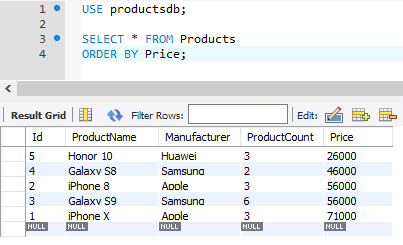 1 USE productsdb;
2
3 SELECT * FROM Products
4 ORDER BY Price;
Result Grid Filter Rows: Edit:
Id ProductName Manufacturer ProductCount Price
5 Honor 10 Huawei 3 26000
4 Galaxy S8 Samsung 2 46000
2 iPhone 8 Apple 3 56000
3 Galaxy S9 Samsung 6 56000
1 iPhone X Apple 3 71000
NULL NULL NULL NULL NULL